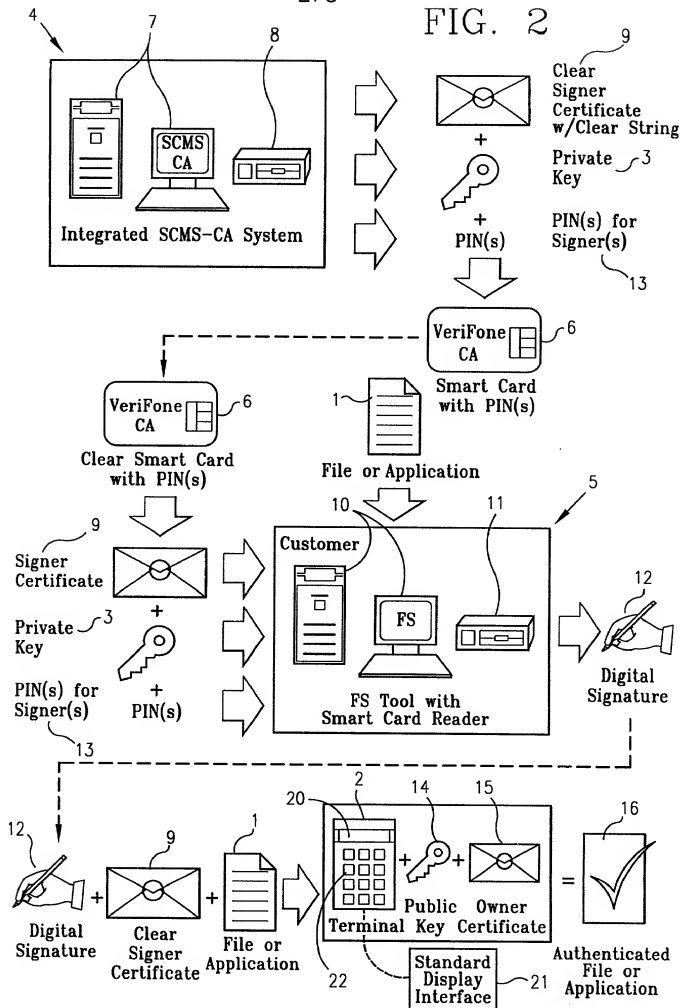 FIG. 2
4
7
8
9
SCMS
CA
Integrated SCMS-CA System
Clear
Signer
Certificate
w/Clear String
+
Private
Key
3
+
PIN(s)
PIN(s) for
Signer(s)
13
VeriFone
CA
6
Smart Card
with PIN(s)
VeriFone
CA
6
Clear Smart Card
with PIN(s)
1
File or Application
5
9
Signer
Certificate
+
Private
Key
3
+
PIN(s)
PIN(s) for
Signer(s)
13
10
11
Customer
FS
FS Tool with
Smart Card Reader
12
Digital
Signature
12
Digital
Signature
+
9
Clear
Signer
Certificate
+
1
File or
Application
2
20
22
Terminal
+
14
Public
Key
+
15
Owner
Certificate
=
16
Authenticated
File or
Application
Standard
Display
Interface
21